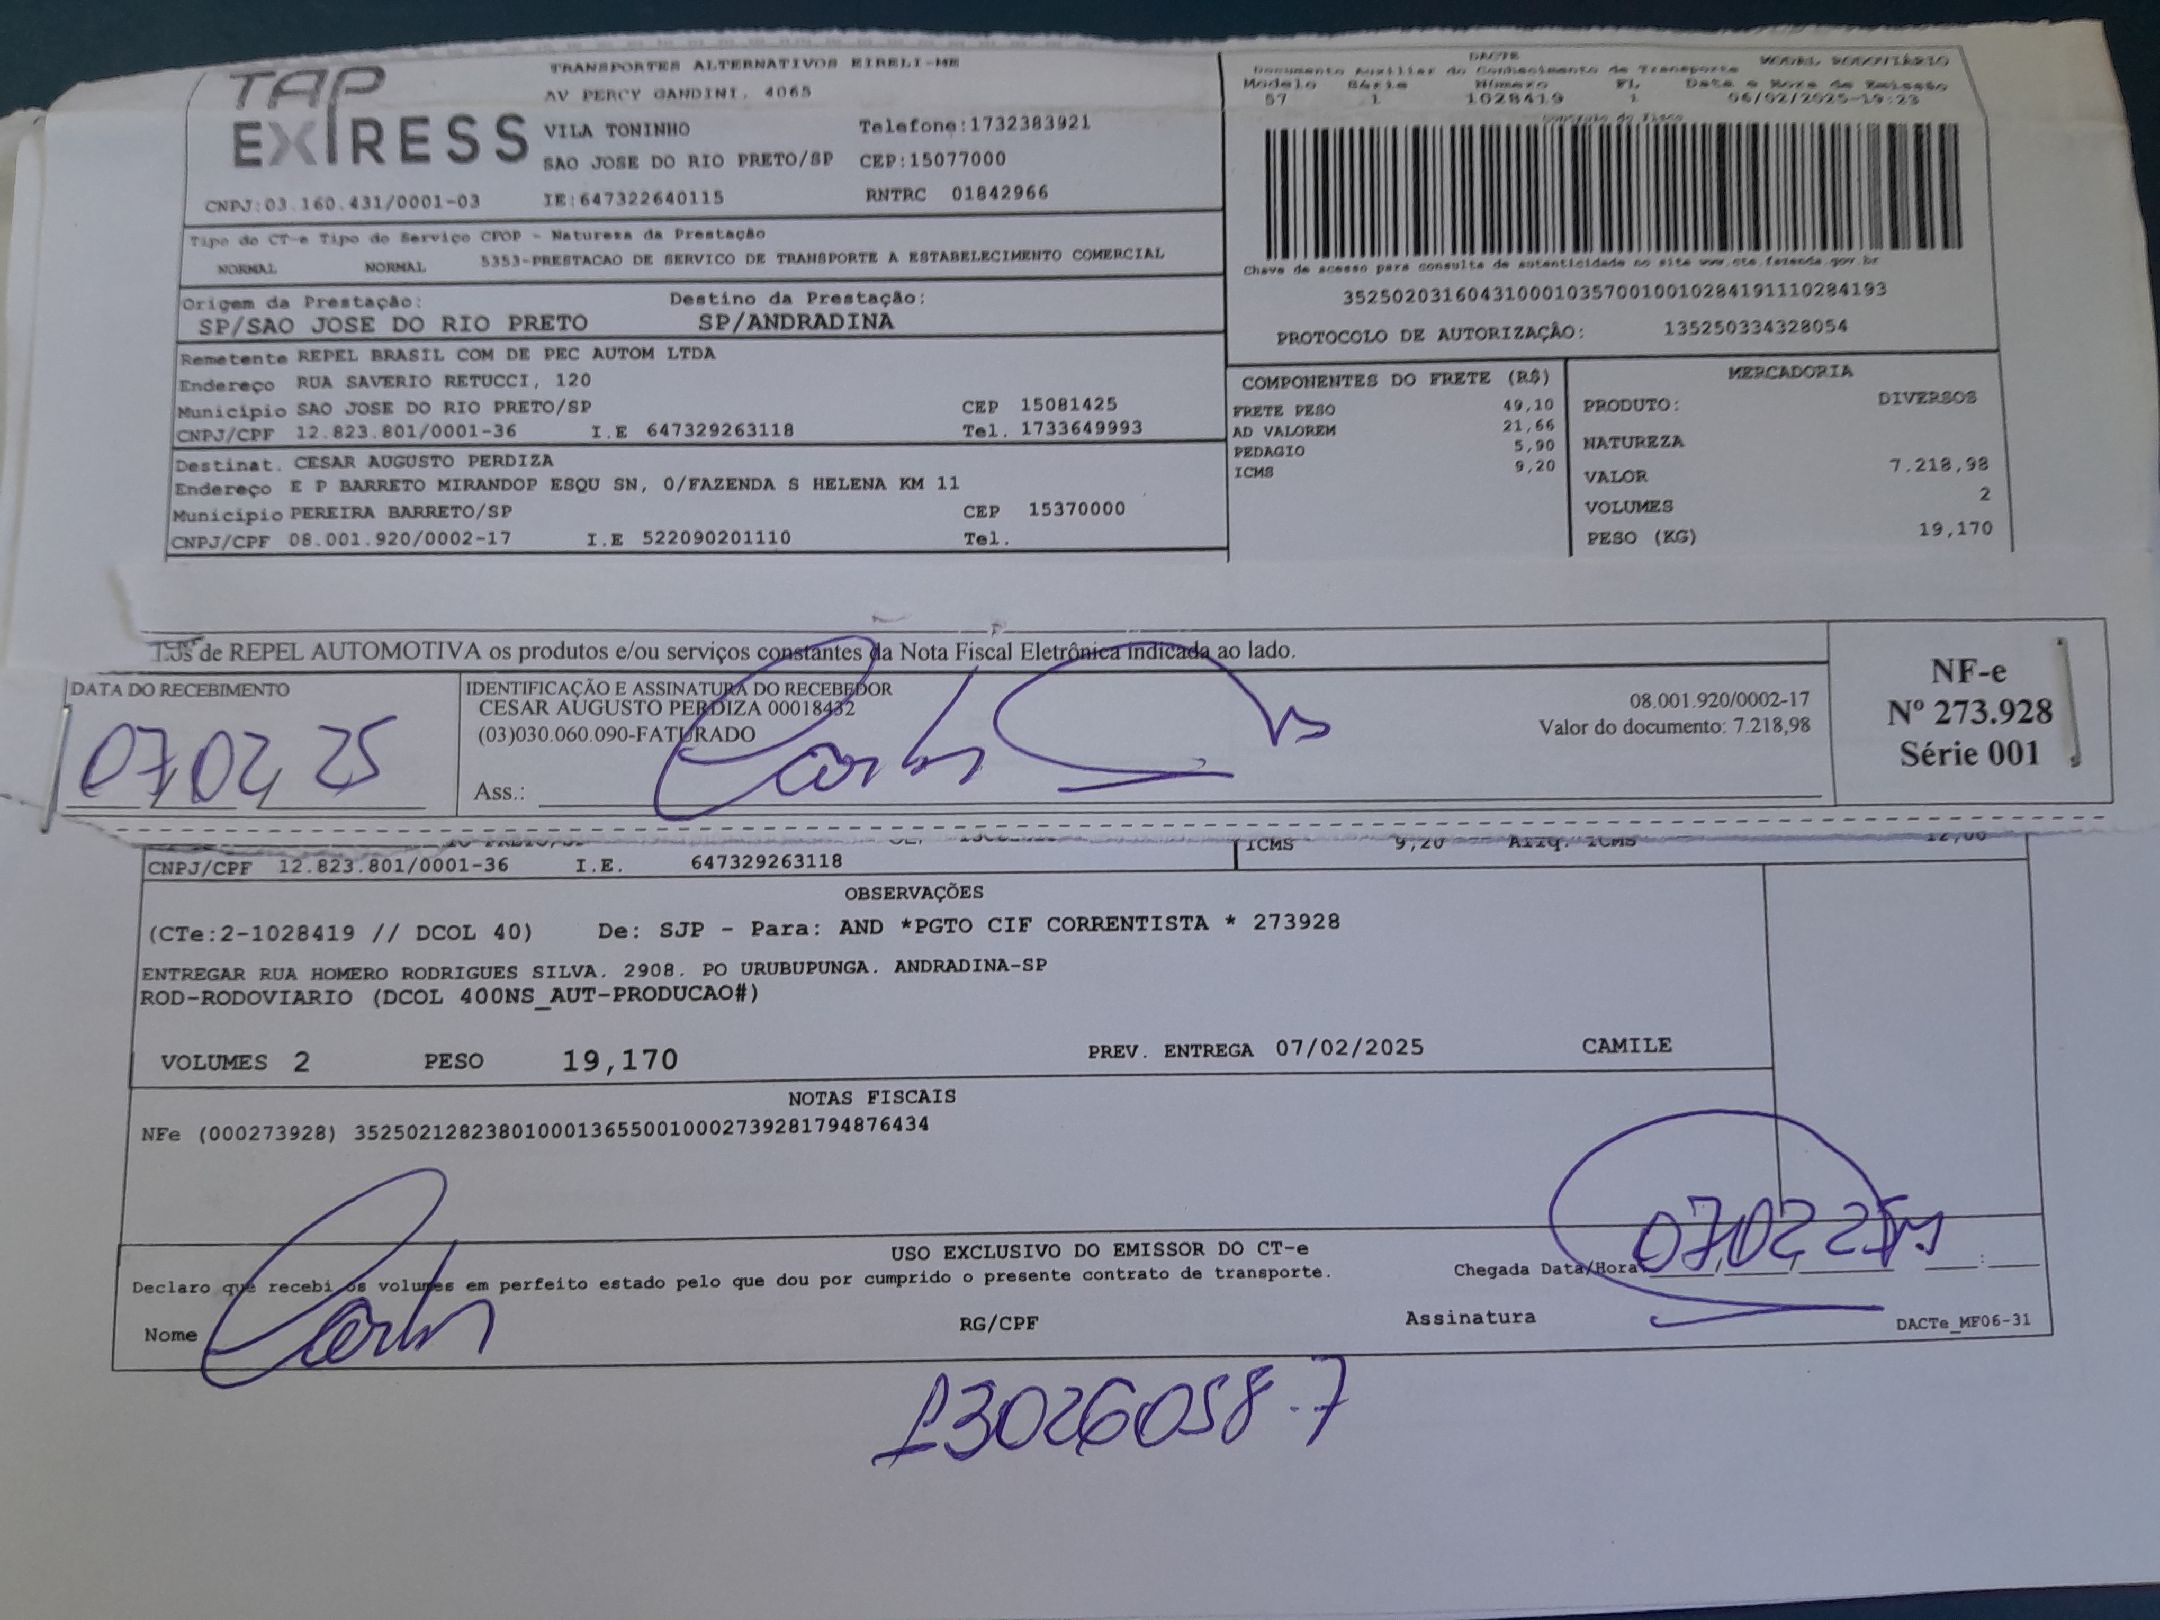 TAP EXPRESS
TRANSPORTES ALTERNATIVOS EIRELI-ME
AV PERCY GANDINI, 4065
VILA TONINHO Telefone:1732383921
SAO JOSE DO RIO PRETO/SP CEP:15077000
CNPJ:03.160.431/0001-03 IE:647322640115 RNTRC 01842966
DACTE MODAL RODOVIÁRIO
Documento Auxiliar do Conhecimento de Transporte
Modelo Série Número FL Data e Hora de Emissão
57 1 1028419 1 06/02/2025-19:23
Controle do Fisco
Chave de acesso para consulta de autenticidade no site www.cte.fazenda.gov.br
35250203160431000103570010010284191110284193
PROTOCOLO DE AUTORIZAÇÃO: 135250334328054
Tipo do CT-e Tipo do Serviço CFOP - Natureza da Prestação
NORMAL NORMAL 5353-PRESTACAO DE SERVICO DE TRANSPORTE A ESTABELECIMENTO COMERCIAL
Origem da Prestação: Destino da Prestação:
SP/SAO JOSE DO RIO PRETO SP/ANDRADINA
Remetente REPEL BRASIL COM DE PEC AUTOM LTDA
Endereço RUA SAVERIO RETUCCI, 120
Município SAO JOSE DO RIO PRETO/SP CEP 15081425
CNPJ/CPF 12.823.801/0001-36 I.E 647329263118 Tel. 1733649993
Destinat. CESAR AUGUSTO PERDIZA
Endereço E P BARRETO MIRANDOP ESQU SN, 0/FAZENDA S HELENA KM 11
Município PEREIRA BARRETO/SP CEP 15370000
CNPJ/CPF 08.001.920/0002-17 I.E 522090201110 Tel.
COMPONENTES DO FRETE (R$)
FRETE PESO 49,10
AD VALOREM 21,66
PEDAGIO 5,90
ICMS 9,20
MERCADORIA
PRODUTO: DIVERSOS
NATUREZA
VALOR 7.218,98
VOLUMES 2
PESO (KG) 19,170
de REPEL AUTOMOTIVA os produtos e/ou serviços constantes da Nota Fiscal Eletrônica indicada ao lado.
DATA DO RECEBIMENTO
07,02,25
IDENTIFICAÇÃO E ASSINATURA DO RECEBEDOR
CESAR AUGUSTO PERDIZA 00018432 08.001.920/0002-17
(03)030.060.090-FATURADO Valor do documento: 7.218,98
Ass.: Carlos
NF-e
Nº 273.928
Série 001
ICMS 9,20 Aliq. ICMS 12,00
CNPJ/CPF 12.823.801/0001-36 I.E. 647329263118
OBSERVAÇÕES
(CTe:2-1028419 // DCOL 40) De: SJP - Para: AND *PGTO CIF CORRENTISTA * 273928
ENTREGAR RUA HOMERO RODRIGUES SILVA. 2908. PO URUBUPUNGA. ANDRADINA-SP
ROD-RODOVIARIO (DCOL 400NS_AUT-PRODUCAO#)
VOLUMES 2 PESO 19,170 PREV. ENTREGA 07/02/2025 CAMILE
NOTAS FISCAIS
NFe (000273928) 35250212823801000136550010002739281794876434
USO EXCLUSIVO DO EMISSOR DO CT-e
Declaro que recebi os volumes em perfeito estado pelo que dou por cumprido o presente contrato de transporte.
Chegada Data/Hora 07,02,25
Nome Carlos RG/CPF Assinatura DACTe_MF06-31
13026058-7